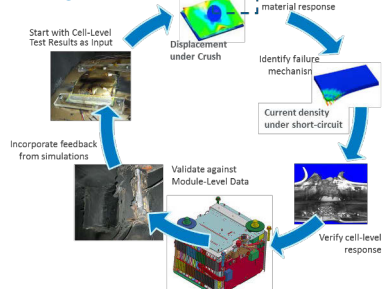 material response
Start with Cell-Level
Test Results as Input
Displacement
under Crush
Identify failure
mechanism
Current density
under short-circuit
Incorporate feedback
from simulations
Validate against
Module-Level Data
Verify cell-level
response